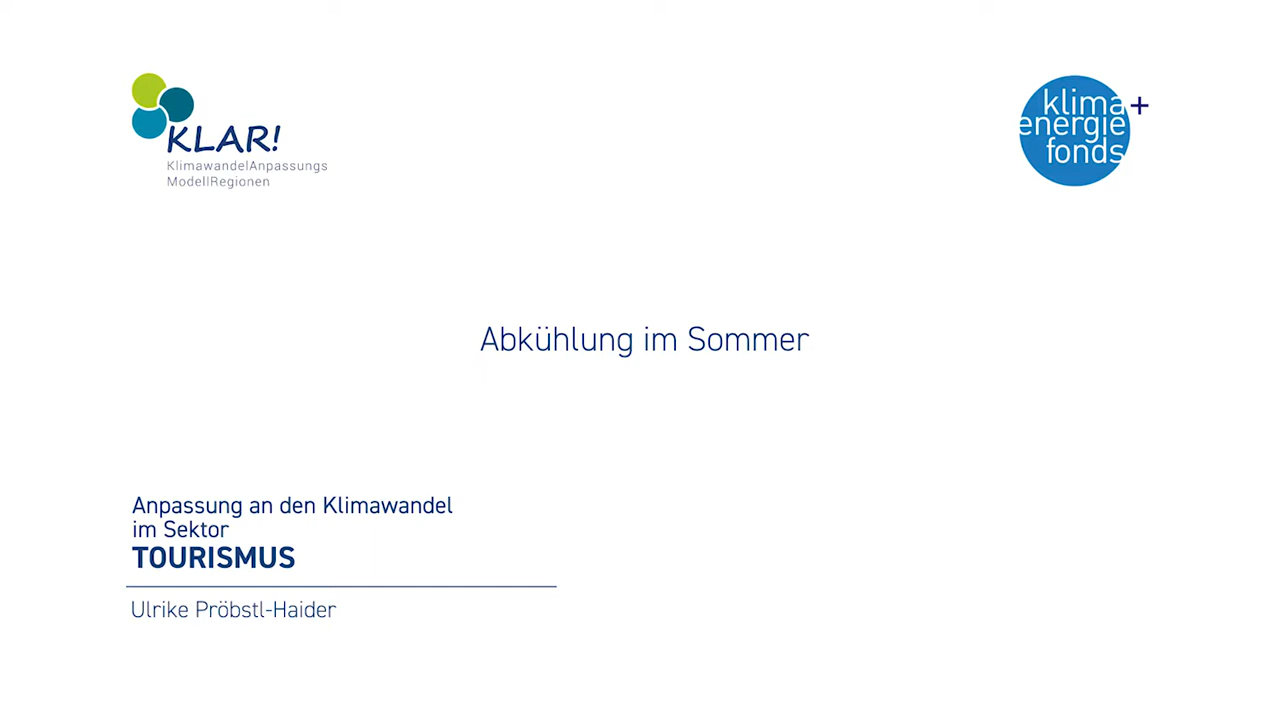 KLAR!
KlimawandelAnpassungs
ModellRegionen
klima+
energie
fonds
Abkühlung im Sommer
Anpassung an den Klimawandel
im Sektor
TOURISMUS
Ulrike Pröbstl-Haider